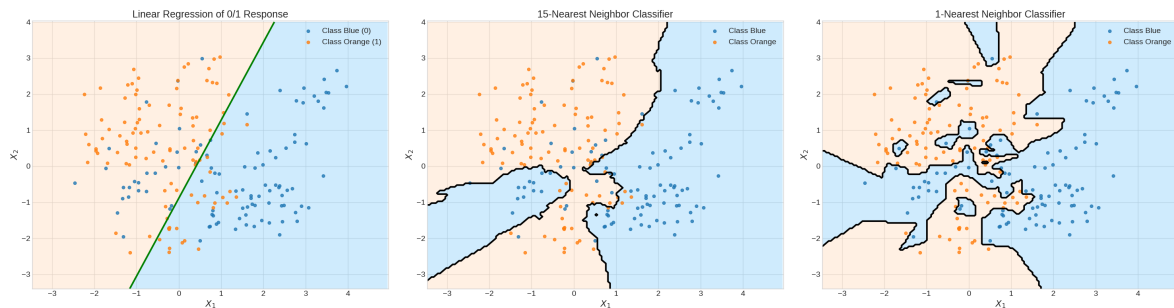 Linear Regression of 0/1 Response
Class Blue (0)
Class Orange (1)
4
3
2
1
0
−1
−2
−3
X2
−3 −2 −1 0 1 2 3 4
X1
15-Nearest Neighbor Classifier
Class Blue
Class Orange
4
3
2
1
0
−1
−2
−3
X2
−3 −2 −1 0 1 2 3 4
X1
1-Nearest Neighbor Classifier
Class Blue
Class Orange
4
3
2
1
0
−1
−2
−3
X2
−3 −2 −1 0 1 2 3 4
X1